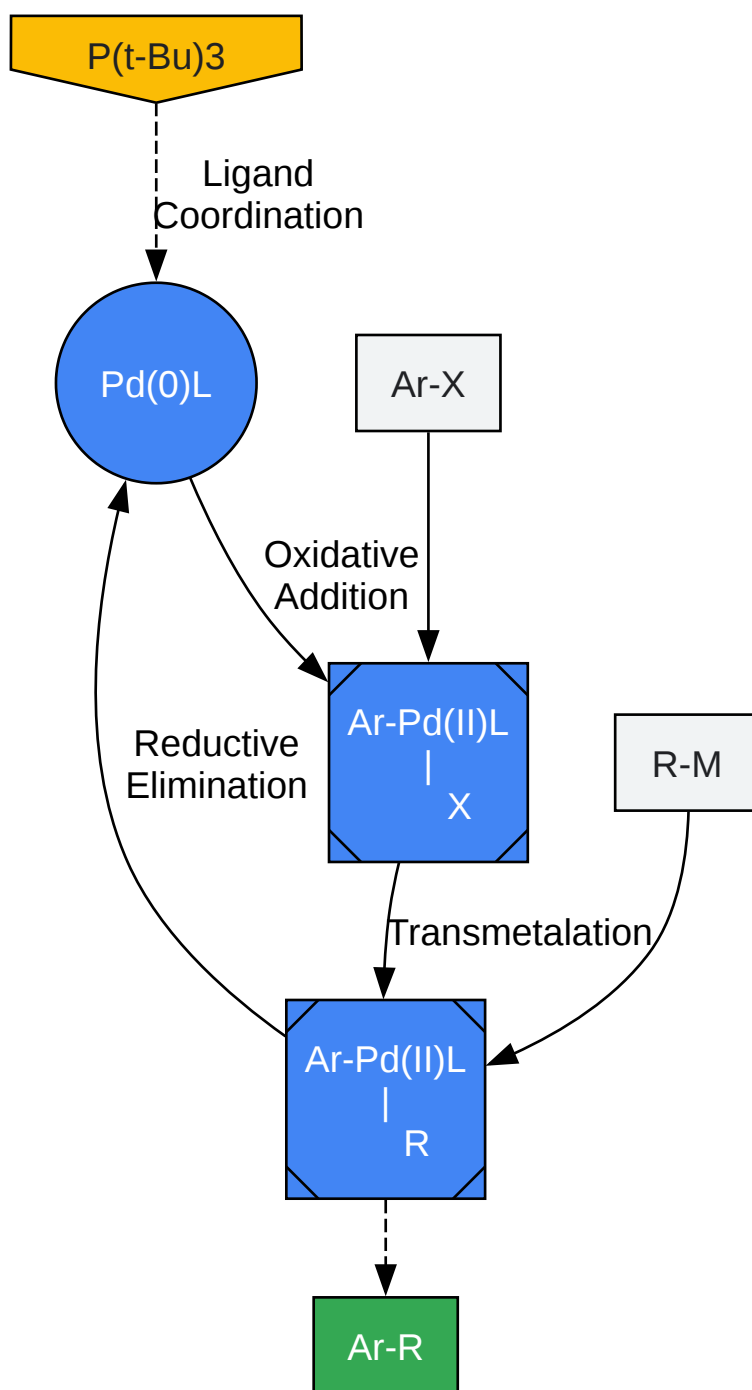 P(t-Bu)3
Ligand
Coordination
Pd(0)L
Ar-X
Oxidative
Addition
Ar-Pd(II)L
|
X
Reductive
Elimination
R-M
Transmetalation
Ar-Pd(II)L
|
R
Ar-R